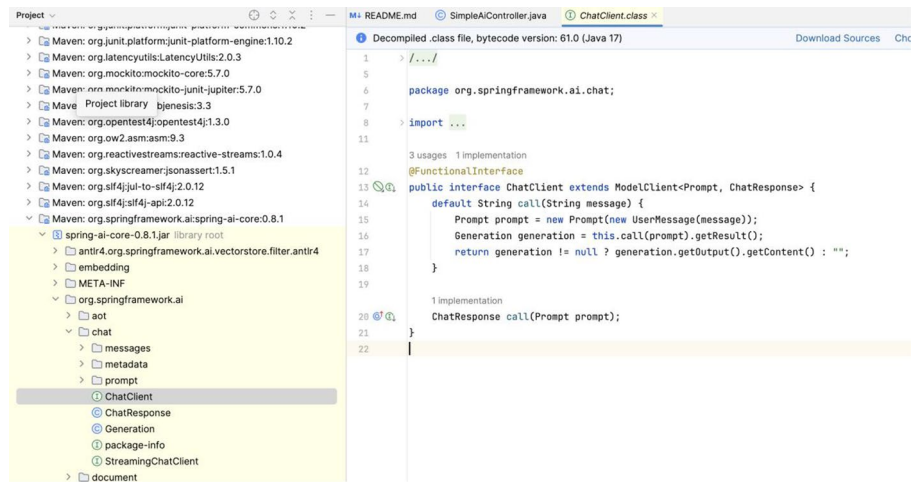 Project
Maven: org.junit.platform:junit-platform-engine:1.10.2
Maven: org.latencyutils:LatencyUtils:2.0.3
Maven: org.mockito:mockito-core:5.7.0
Maven: org.mockito:mockito-junit-jupiter:5.7.0
Project library
Mave bjenesis:3.3
Maven: org.opentest4j:opentest4j:1.3.0
Maven: org.ow2.asm:asm:9.3
Maven: org.reactivestreams:reactive-streams:1.0.4
Maven: org.skyscreamer:jsonassert:1.5.1
Maven: org.slf4j:jul-to-slf4j:2.0.12
Maven: org.slf4j:slf4j-api:2.0.12
Maven: org.springframework.ai:spring-ai-core:0.8.1
spring-ai-core-0.8.1.jar library root
antlr4.org.springframework.ai.vectorstore.filter.antlr4
embedding
META-INF
org.springframework.ai
aot
chat
messages
metadata
prompt
ChatClient
ChatResponse
Generation
package-info
StreamingChatClient
document
README.md SimpleAiController.java ChatClient.class
Decompiled .class file, bytecode version: 61.0 (Java 17) Download Sources Cho
1 /.../
5
6 package org.springframework.ai.chat;
7
8 import ...
11
3 usages 1 implementation
12 @FunctionalInterface
13 public interface ChatClient extends ModelClient<Prompt, ChatResponse> {
14 default String call(String message) {
15 Prompt prompt = new Prompt(new UserMessage(message));
16 Generation generation = this.call(prompt).getResult();
17 return generation != null ? generation.getOutput().getContent() : "";
18 }
19
1 implementation
20 ChatResponse call(Prompt prompt);
21 }
22